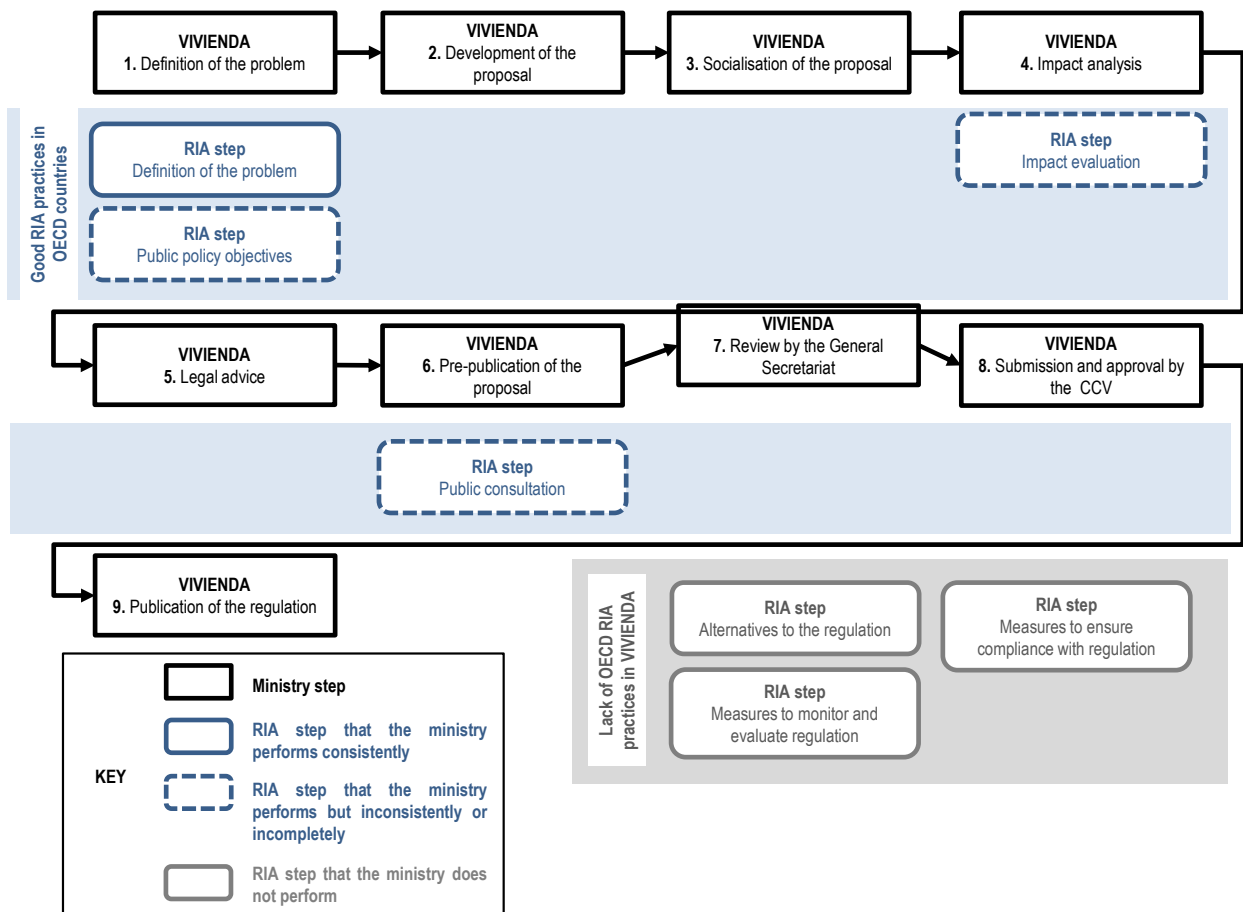 VIVIENDA
1. Definition of the problem
VIVIENDA
2. Development of the
proposal
VIVIENDA
3. Socialisation of the proposal
VIVIENDA
4. Impact analysis
Good RIA practices in
OECD countries
RIA step
Definition of the problem
RIA step
Public policy objectives
RIA step
Impact evaluation
VIVIENDA
5. Legal advice
VIVIENDA
6. Pre-publication of the
proposal
VIVIENDA
7. Review by the General
Secretariat
VIVIENDA
8. Submission and approval by
the CCV
RIA step
Public consultation
VIVIENDA
9. Publication of the regulation
Lack of OECD RIA
practices in VIVIENDA
RIA step
Alternatives to the regulation
RIA step
Measures to ensure
compliance with regulation
RIA step
Measures to monitor and
evaluate regulation
KEY
Ministry step
RIA step that the ministry
performs consistently
RIA step that the ministry
performs but inconsistently or
incompletely
RIA step that the ministry does
not perform